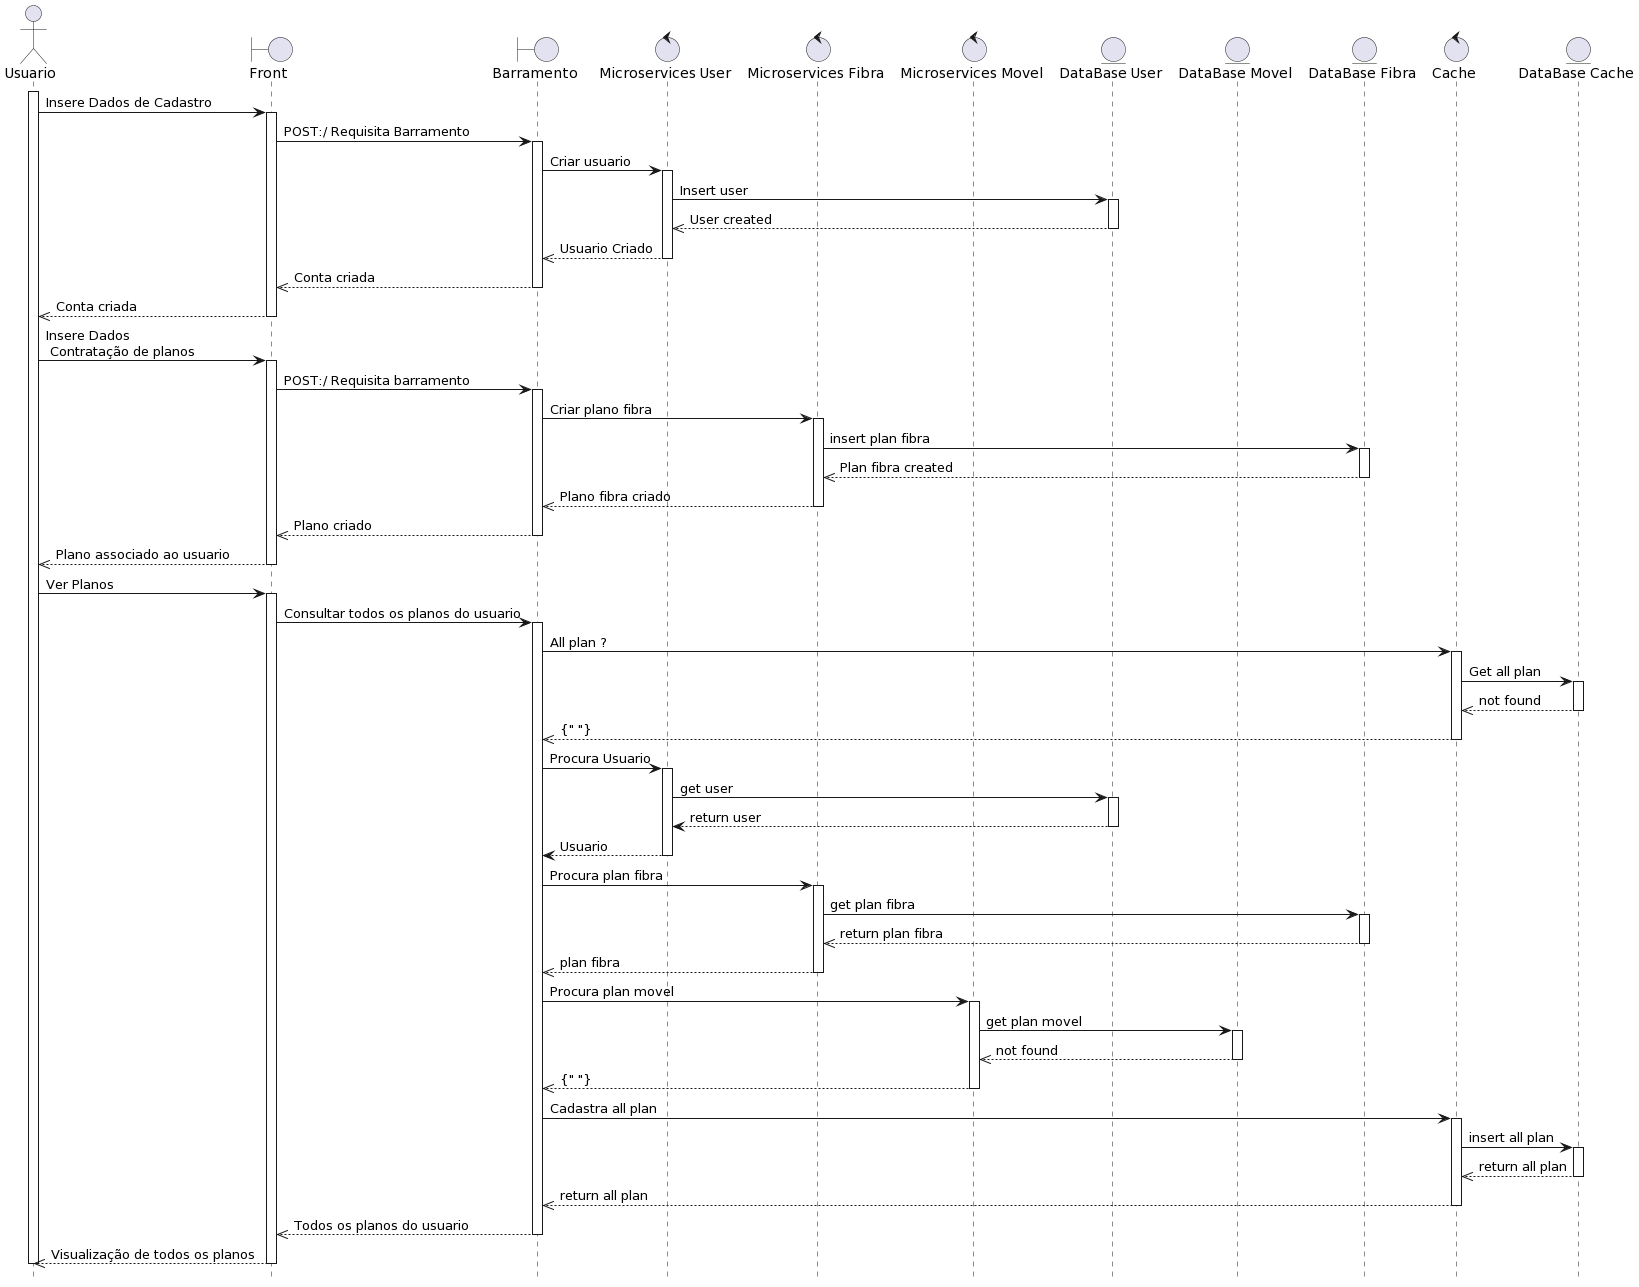 Usuario
Front
Barramento
Microservices User
Microservices Fibra
Microservices Movel
DataBase User
DataBase Movel
DataBase Fibra
Cache
DataBase Cache
Insere Dados de Cadastro
POST:/ Requisita Barramento
Criar usuario
Insert user
User created
Usuario Criado
Conta criada
Conta criada
Insere Dados
Contratação de planos
POST:/ Requisita barramento
Criar plano fibra
insert plan fibra
Plan fibra created
Plano fibra criado
Plano criado
Plano associado ao usuario
Ver Planos
Consultar todos os planos do usuario
All plan ?
Get all plan
not found
{" "}
Procura Usuario
get user
return user
Usuario
Procura plan fibra
get plan fibra
return plan fibra
plan fibra
Procura plan movel
get plan movel
not found
{" "}
Cadastra all plan
insert all plan
return all plan
return all plan
Todos os planos do usuario
Visualização de todos os planos